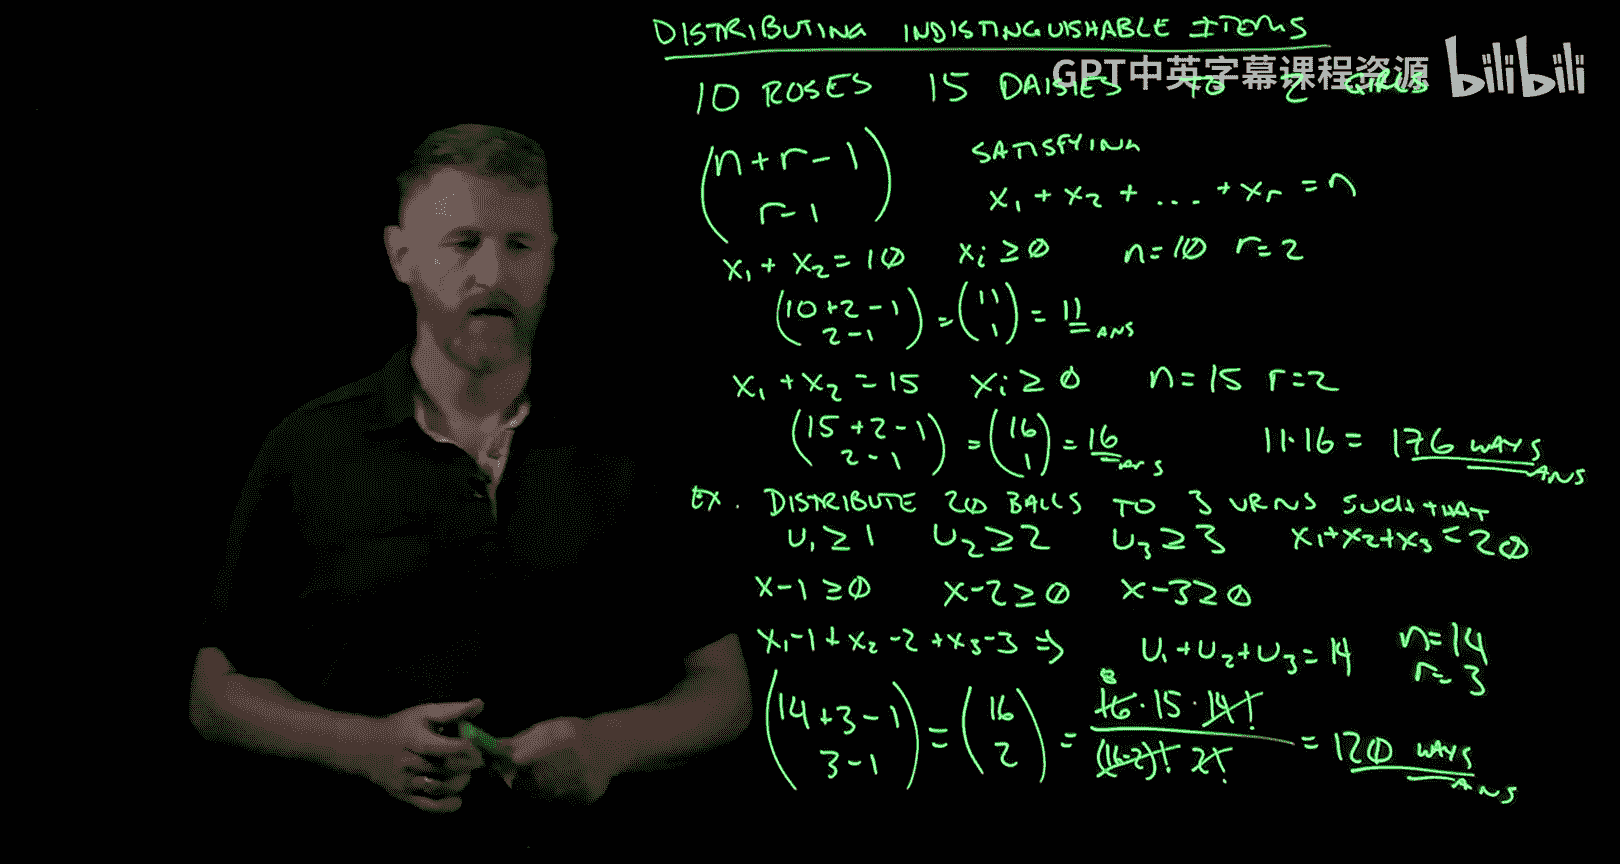 DISTRIBUTING INDISTINGUISHABLE ITEMS
GPT中英字幕课程资源 bilibili
10 ROSES 15 DAISIES TO 2 GIRLS
(n+r-1 SATISFYING
r-1) x₁ + x₂ + ... + xᵣ = n
x₁ + x₂ = 10 xᵢ ≥ 0 n=10 r=2
(10+2-1 2-1) = (11 1) = 11 ANS
x₁ + x₂ = 15 xᵢ ≥ 0 n=15 r=2
(15+2-1 2-1) = (16 1) = 16 ANS 11·16 = 176 WAYS ANS
EX. DISTRIBUTE 20 BALLS TO 3 URNS SUCH THAT
U₁≥1 U₂≥2 U₃≥3 x₁+x₂+x₃=20
x-1≥0 x-2≥0 x-3≥0
x₁-1+x₂-2+x₃-3 ⇒ U₁+U₂+U₃=14 n=14
r=3
(14+3-1 3-1) = (16 2) = 8 16·15·14! / (16-2)! 2! = 120 WAYS ANS